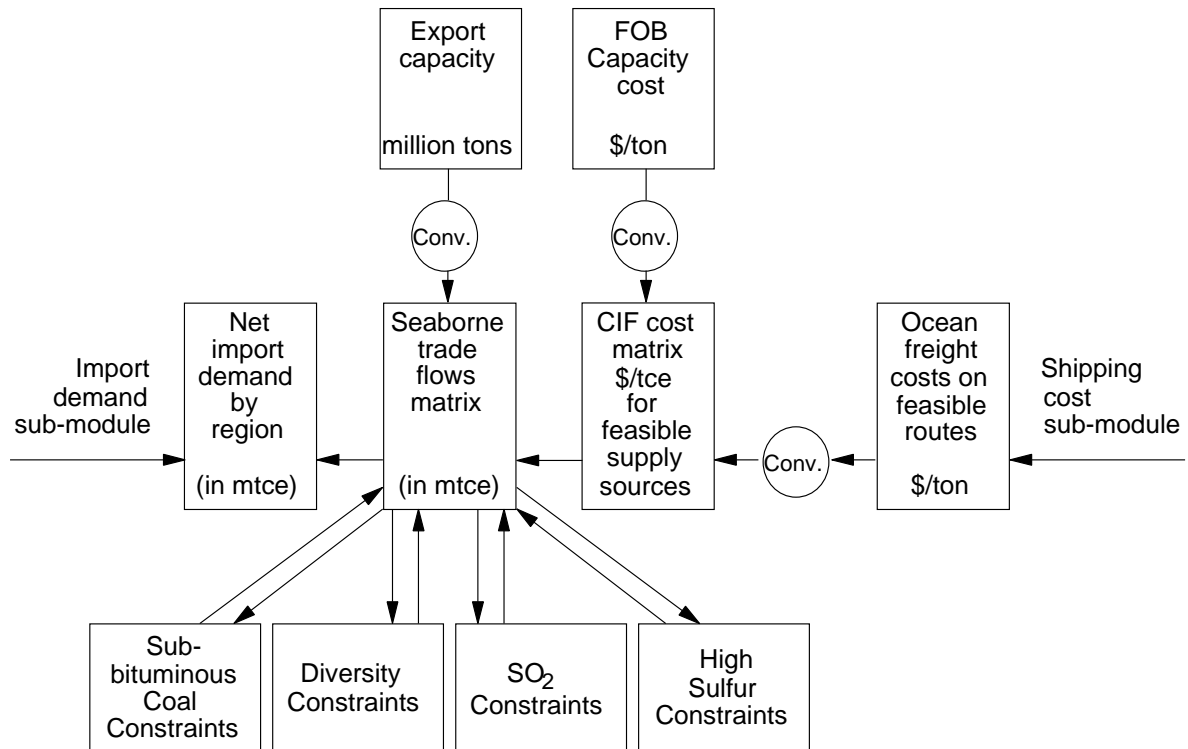 Export
capacity
million tons
FOB
Capacity
cost
$/ton
Conv.
Conv.
Import
demand
sub-module
Net
import
demand
by
region
(in mtce)
Seaborne
trade
flows
matrix
(in mtce)
CIF cost
matrix
$/tce
for
feasible
supply
sources
Conv.
Ocean
freight
costs on
feasible
routes
$/ton
Shipping
cost
sub-module
Sub-
bituminous
Coal
Constraints
Diversity
Constraints
SO2
Constraints
High
Sulfur
Constraints